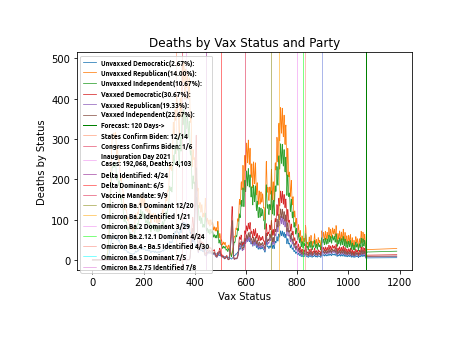 Deaths by Vax Status and Party
500
400
300
200
100
0
Deaths by Status
Unvaxxed Democratic(2.67%):
Unvaxxed Republican(14.00%):
Unvaxxed Independent(10.67%):
Vaxxed Democratic(30.67%):
Vaxxed Republican(19.33%):
Vaxxed Independent(22.67%):
Forecast: 120 Days->
States Confirm Biden: 12/14
Congress Confirms Biden: 1/6
Inauguration Day 2021
Cases: 192,068, Deaths: 4,103
Delta Identified: 4/24
Delta Dominant: 6/5
Vaccine Mandate: 9/9
Omicron Ba.1 Dominant 12/20
Omicron Ba.2 Identified 1/21
Omicron Ba.2 Dominant 3/29
Omicron Ba.2.12.1 Dominant 4/24
Omicron Ba.4 - Ba.5 Identified 4/30
Omicron Ba.5 Dominant 7/5
Omicron Ba.2.75 Identified 7/8
0 200 400 600 800 1000 1200
Vax Status